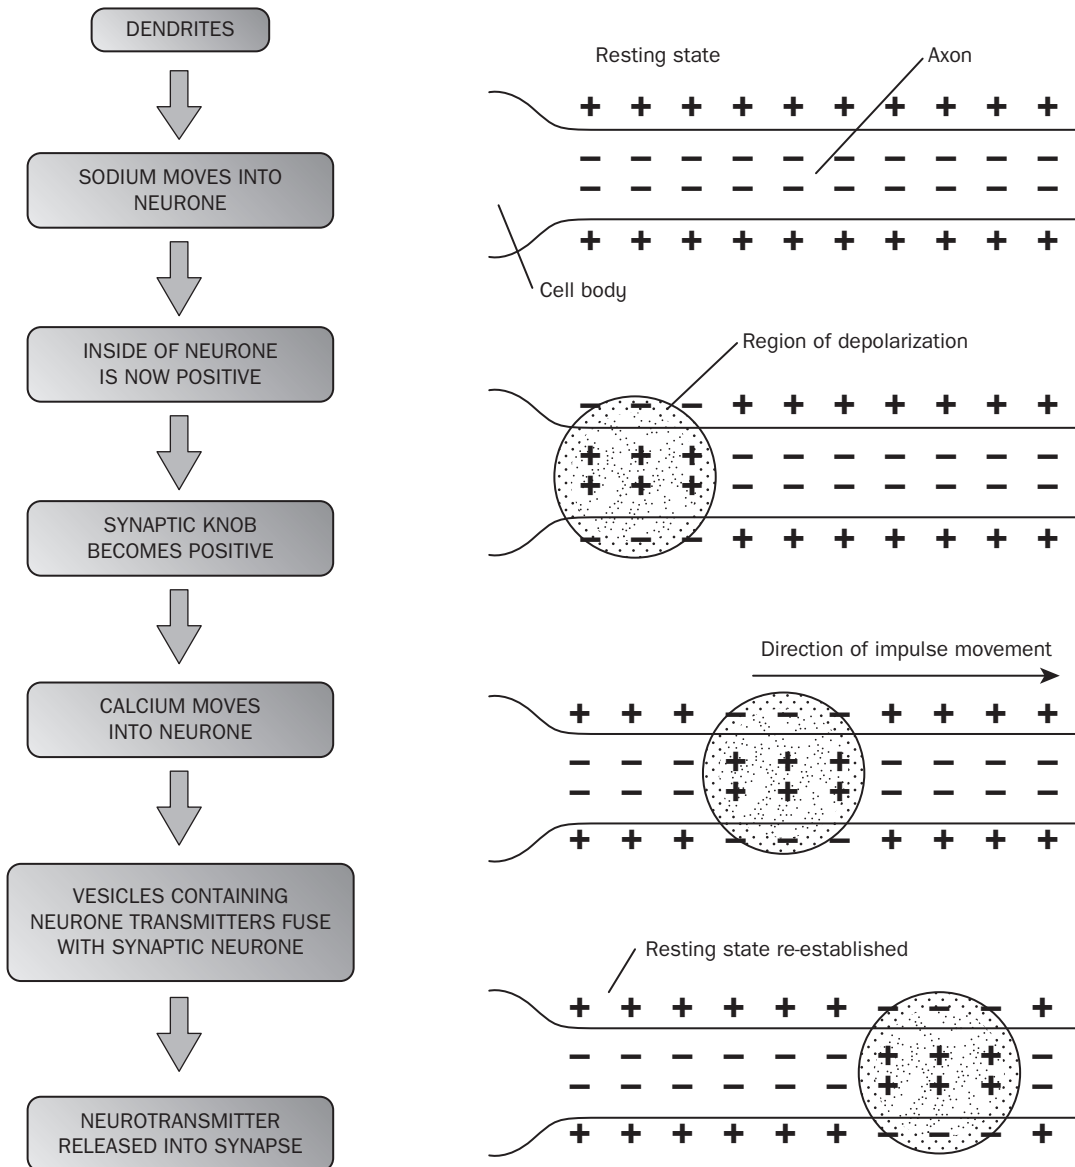 DENDRITES
SODIUM MOVES INTO
NEURONE
INSIDE OF NEURONE
IS NOW POSITIVE
SYNAPTIC KNOB
BECOMES POSITIVE
CALCIUM MOVES
INTO NEURONE
VESICLES CONTAINING
NEURONE TRANSMITTERS FUSE
WITH SYNAPTIC NEURONE
NEUROTRANSMITTER
RELEASED INTO SYNAPSE
Resting state
Axon
+ + + + + + + + + +
− − − − − − − − − −
− − − − − − − − − −
+ + + + + + + + + +
Cell body
Region of depolarization
− − − + + + + + + +
+ + + − − − − − − −
+ + + − − − − − − −
− − − + + + + + + +
Direction of impulse movement
+ + + − − − + + + +
− − − + + + − − − −
− − − + + + − − − −
+ + + − − − + + + +
Resting state re-established
+ + + + + + − − − +
− − − − − − + + + −
− − − − − − + + + −
+ + + + + + − − − +